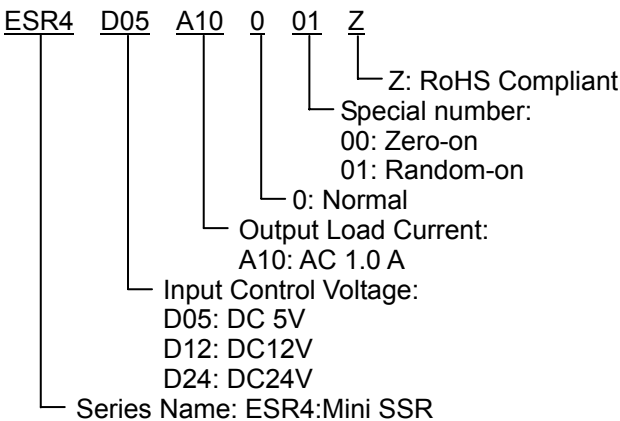 ESR4 D05 A10 0 01 Z
Z: RoHS Compliant
Special number:
00: Zero-on
01: Random-on
0: Normal
Output Load Current:
A10: AC 1.0 A
Input Control Voltage:
D05: DC 5V
D12: DC12V
D24: DC24V
Series Name: ESR4:Mini SSR